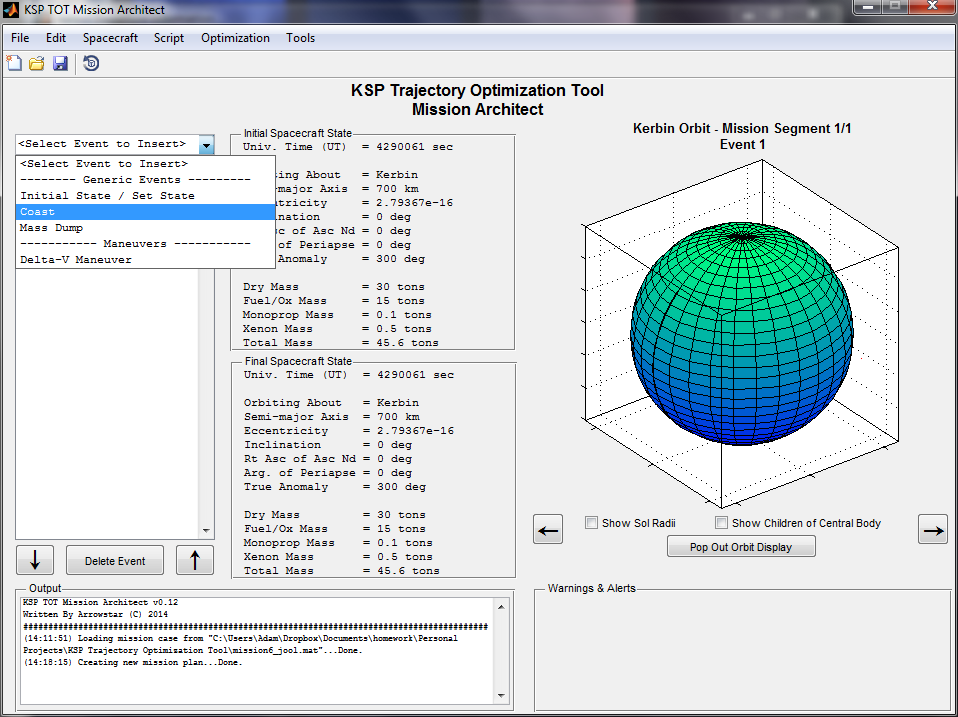 KSP TOT Mission Architect
File Edit Spacecraft Script Optimization Tools
KSP Trajectory Optimization Tool
Mission Architect
<Select Event to Insert>
<Select Event to Insert>
-------- Generic Events ---------
Initial State / Set State
Coast
Mass Dump
----------- Maneuvers -----------
Delta-V Maneuver
Initial Spacecraft State
Univ. Time (UT) = 4290061 sec
ting About = Kerbin
major Axis = 700 km
tricity = 2.79367e-16
ination = 0 deg
sc of Asc Nd = 0 deg
of Periapse = 0 deg
Anomaly = 300 deg
Dry Mass = 30 tons
Fuel/Ox Mass = 15 tons
Monoprop Mass = 0.1 tons
Xenon Mass = 0.5 tons
Total Mass = 45.6 tons
Final Spacecraft State
Univ. Time (UT) = 4290061 sec
Orbiting About = Kerbin
Semi-major Axis = 700 km
Eccentricity = 2.79367e-16
Inclination = 0 deg
Rt Asc of Asc Nd = 0 deg
Arg. of Periapse = 0 deg
True Anomaly = 300 deg
Dry Mass = 30 tons
Fuel/Ox Mass = 15 tons
Monoprop Mass = 0.1 tons
Xenon Mass = 0.5 tons
Total Mass = 45.6 tons
Kerbin Orbit - Mission Segment 1/1
Event 1
Show Sol Radii
Show Children of Central Body
Pop Out Orbit Display
Delete Event
Output
KSP TOT Mission Architect v0.12
Written By Arrowstar (C) 2014
##########################################################################################
(14:11:51) Loading mission case from "C:\Users\Adam\Dropbox\Documents\homework\Personal
Projects\KSP Trajectory Optimization Tool\mission6_jool.mat"...Done.
(14:18:15) Creating new mission plan...Done.
Warnings & Alerts